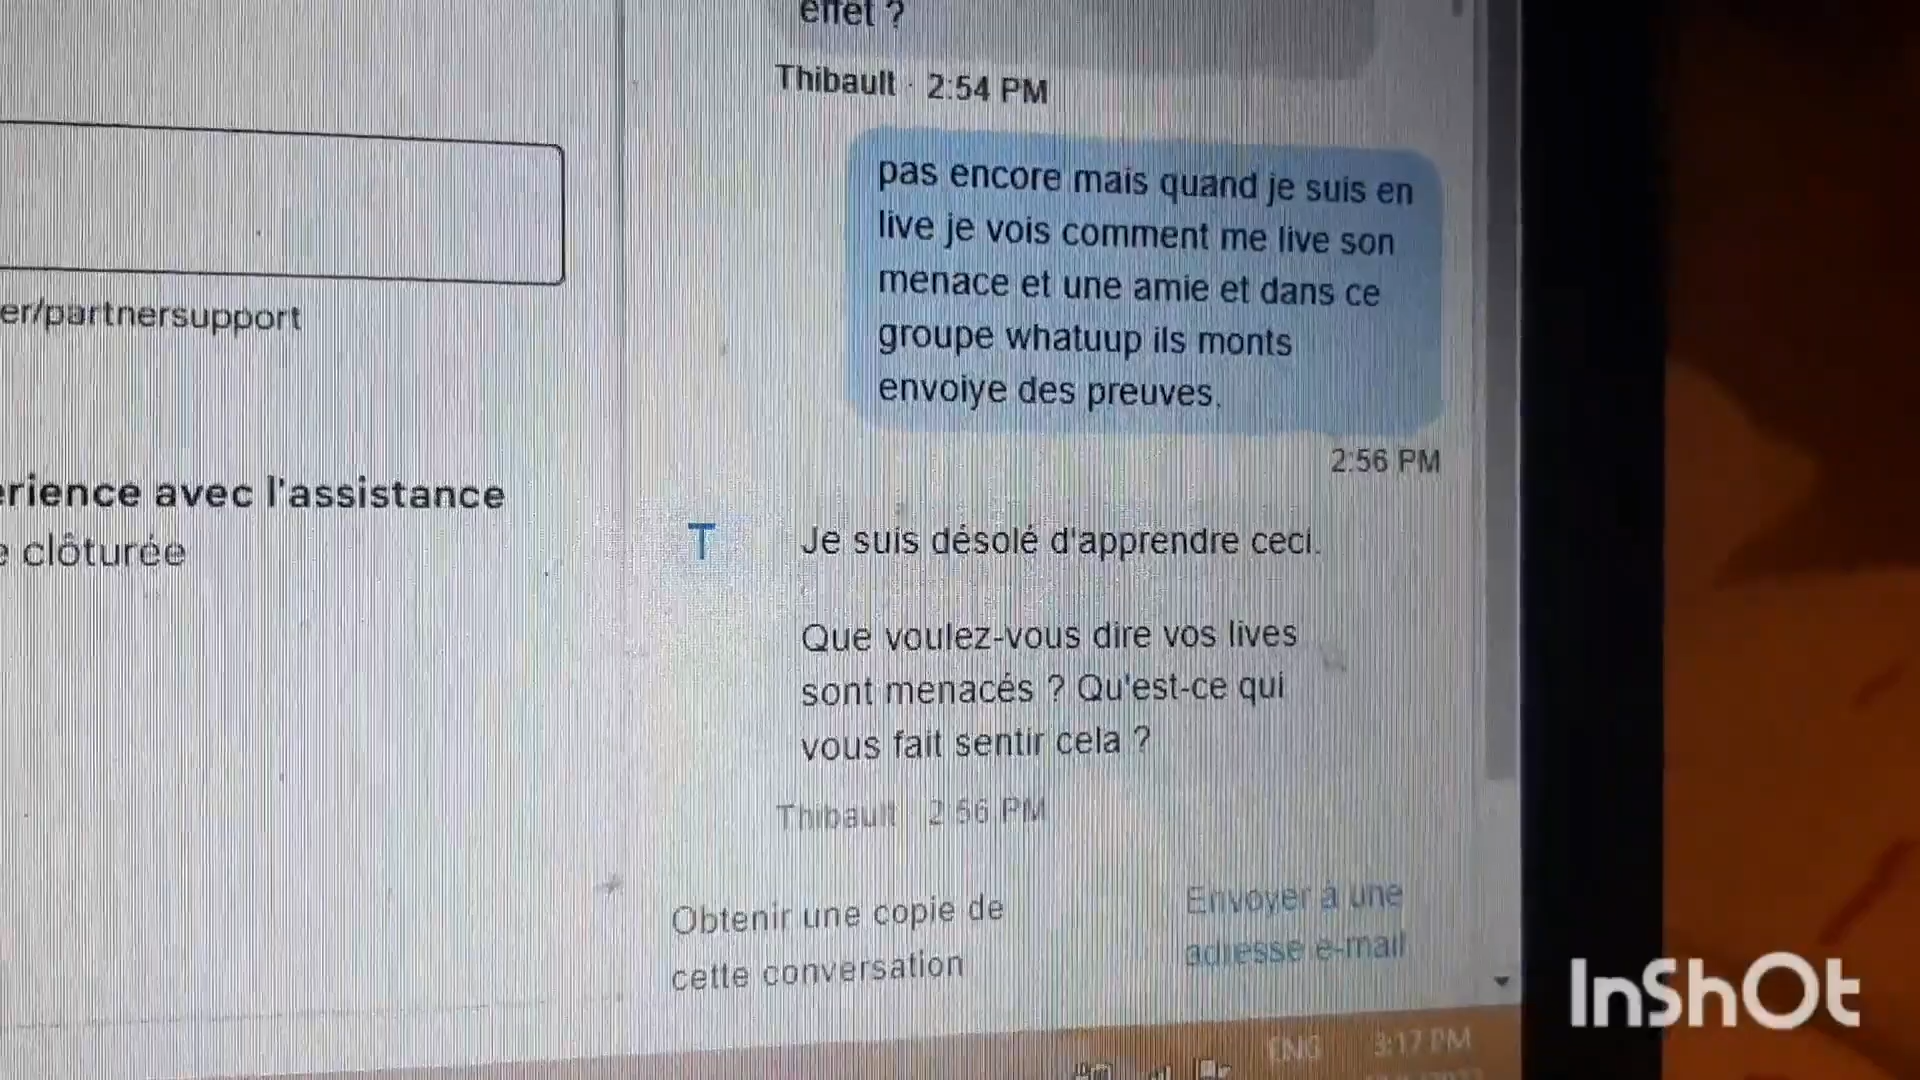 effet ?
Thibault · 2:54 PM
pas encore mais quand je suis en
live je vois comment me live son
menace et une amie et dans ce
groupe whatuup ils monts
envoiye des preuves.
2:56 PM
er/partnersupport
érience avec l'assistance
e clôturée
T
Je suis désolé d'apprendre ceci.
Que voulez-vous dire vos lives
sont menacés ? Qu'est-ce qui
vous fait sentir cela ?
Thibault 2:56 PM
Obtenir une copie de
cette conversation
Envoyer à une
adresse e-mail
ENG 3:17 PM
InShOt